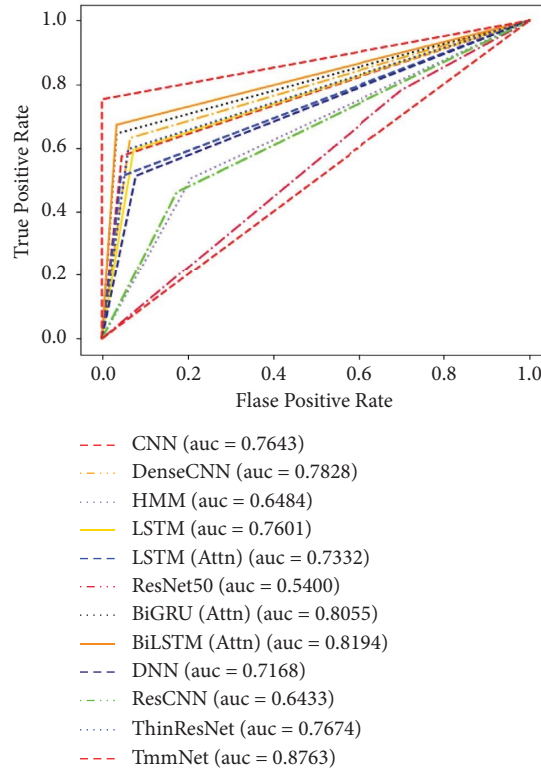 1.0
0.8
0.6
0.4
0.2
0.0
True Positive Rate
0.0 0.2 0.4 0.6 0.8 1.0
Flase Positive Rate
CNN (auc = 0.7643)
DenseCNN (auc = 0.7828)
HMM (auc = 0.6484)
LSTM (auc = 0.7601)
LSTM (Attn) (auc = 0.7332)
ResNet50 (auc = 0.5400)
BiGRU (Attn) (auc = 0.8055)
BiLSTM (Attn) (auc = 0.8194)
DNN (auc = 0.7168)
ResCNN (auc = 0.6433)
ThinResNet (auc = 0.7674)
TmmNet (auc = 0.8763)